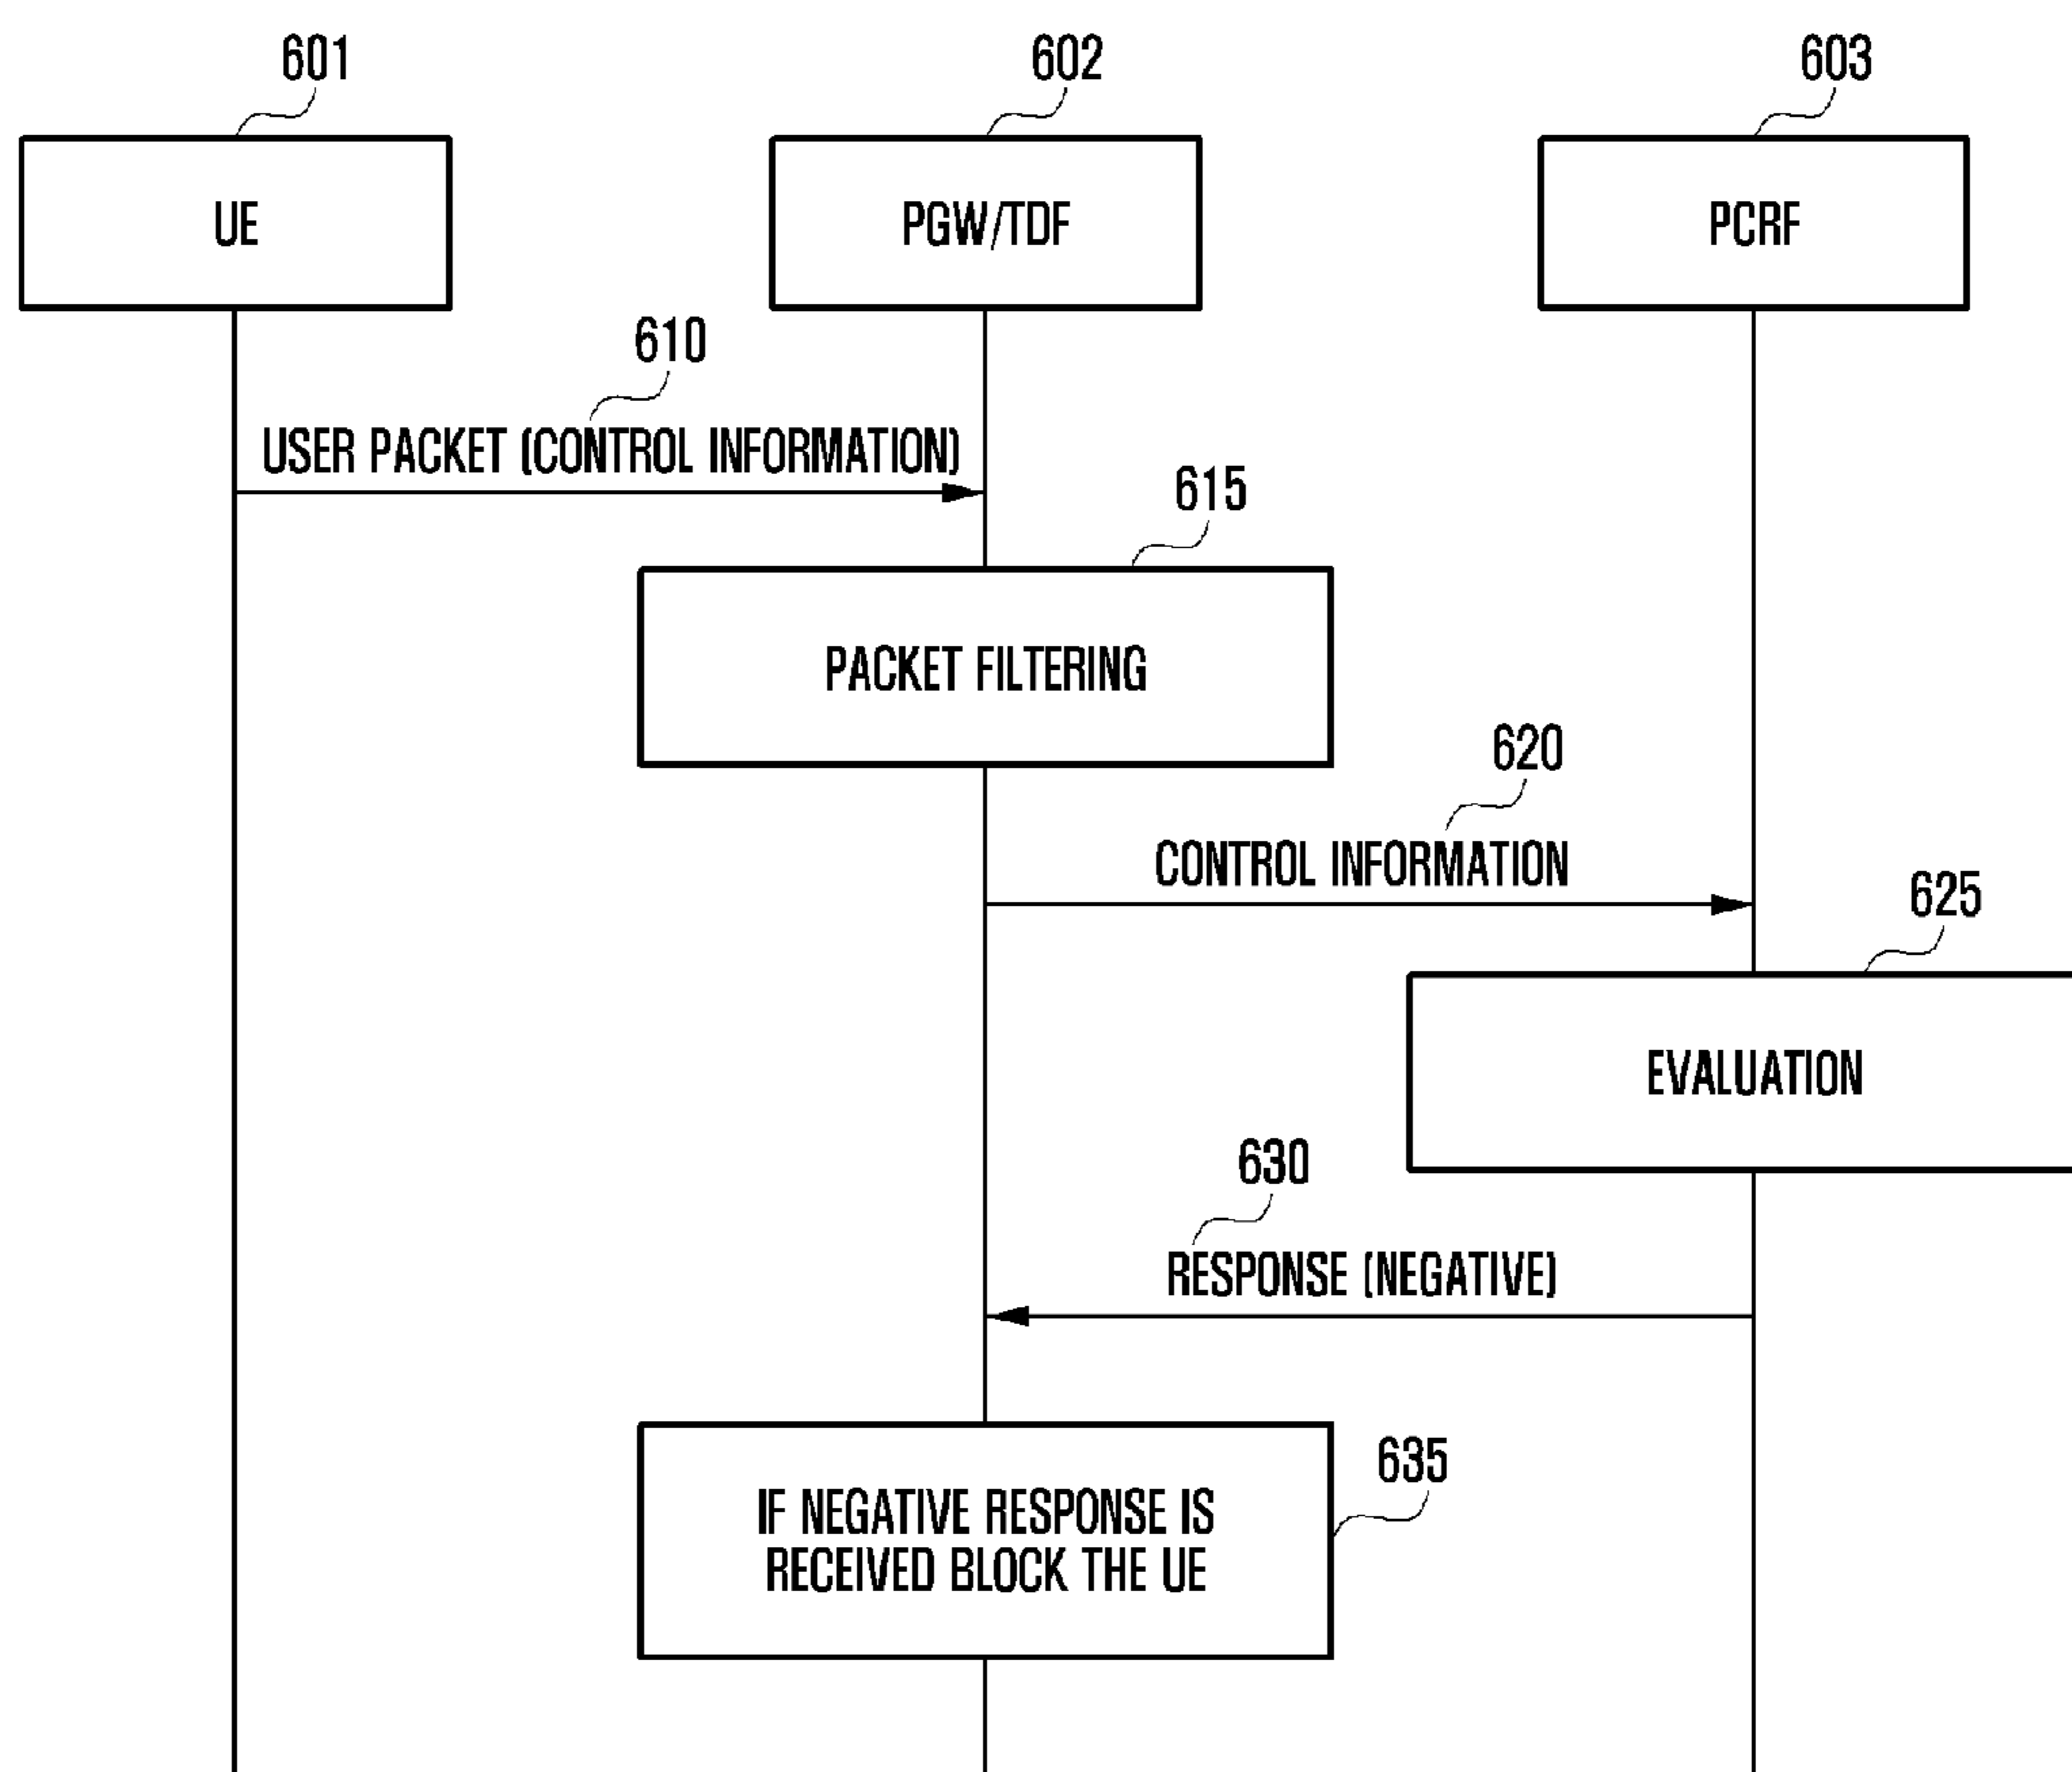 601
602
603
UE
PGW/TDF
PCRF
610
USER PACKET (CONTROL INFORMATION)
615
PACKET FILTERING
620
CONTROL INFORMATION
625
EVALUATION
630
RESPONSE (NEGATIVE)
635
IF NEGATIVE RESPONSE IS
RECEIVED BLOCK THE UE